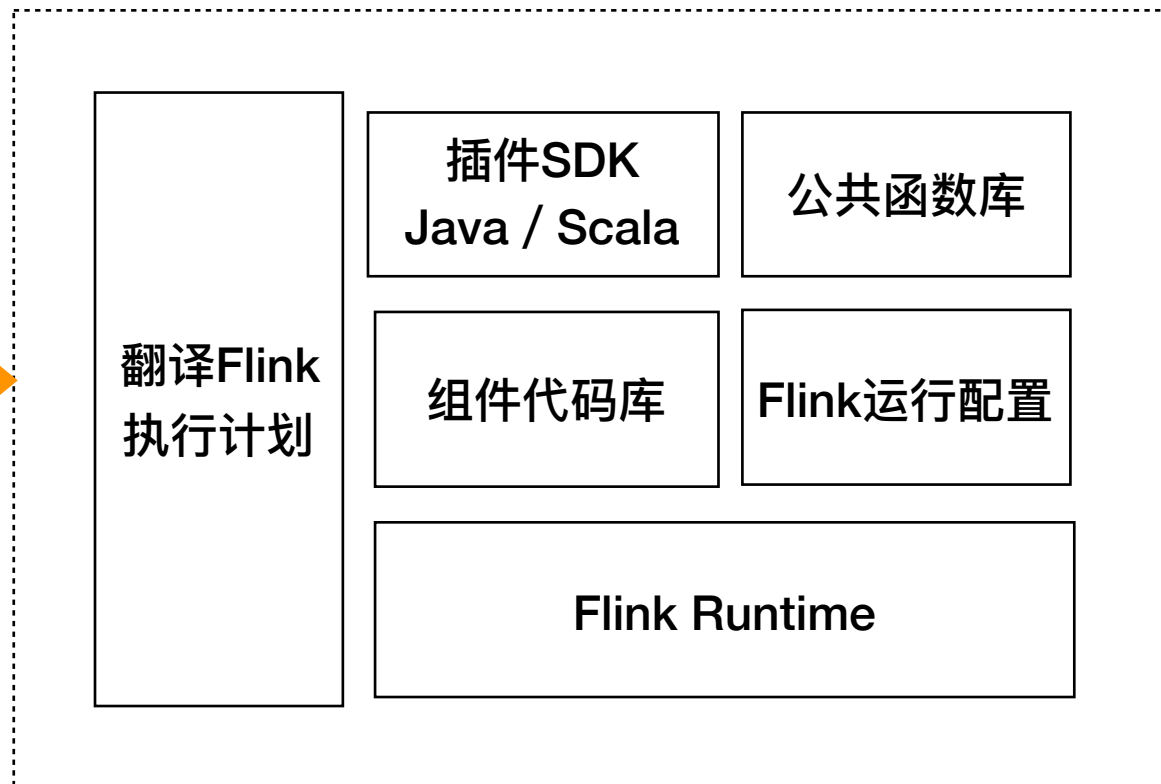 翻译Flink
执行计划
插件SDK
Java / Scala
公共函数库
组件代码库
Flink运行配置
Flink Runtime